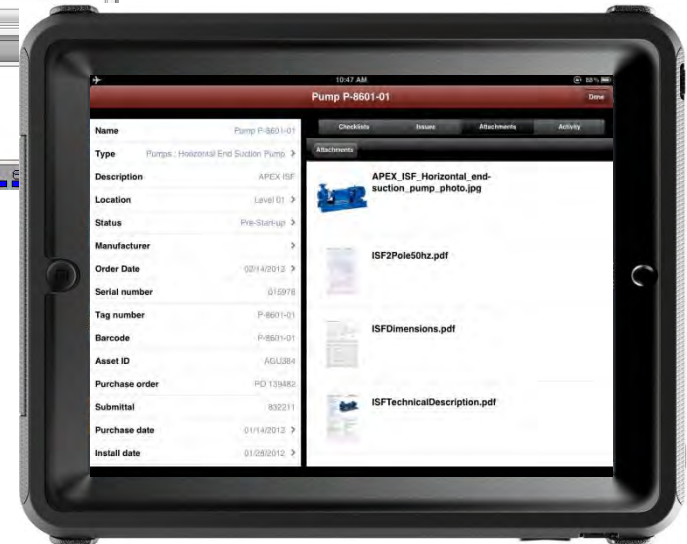 10:47 AM
88%
Pump P-8601-01
Done
Name Pump P-8601-01
Type Pumps : Horizontal End Suction Pump
Description APEX ISF
Location Level 01
Status Pre-Start-up
Manufacturer
Order Date 02/14/2012
Serial number 015978
Tag number P-8601-01
Barcode P-8601-01
Asset ID AGU384
Purchase order PO 139482
Submittal 832211
Purchase date 01/14/2012
Install date 01/28/2012
Checklists Issues Attachments Activity
Attachments
APEX_ISF_Horizontal_end-
suction_pump_photo.jpg
ISF2Pole50hz.pdf
ISFDimensions.pdf
ISFTechnicalDescription.pdf